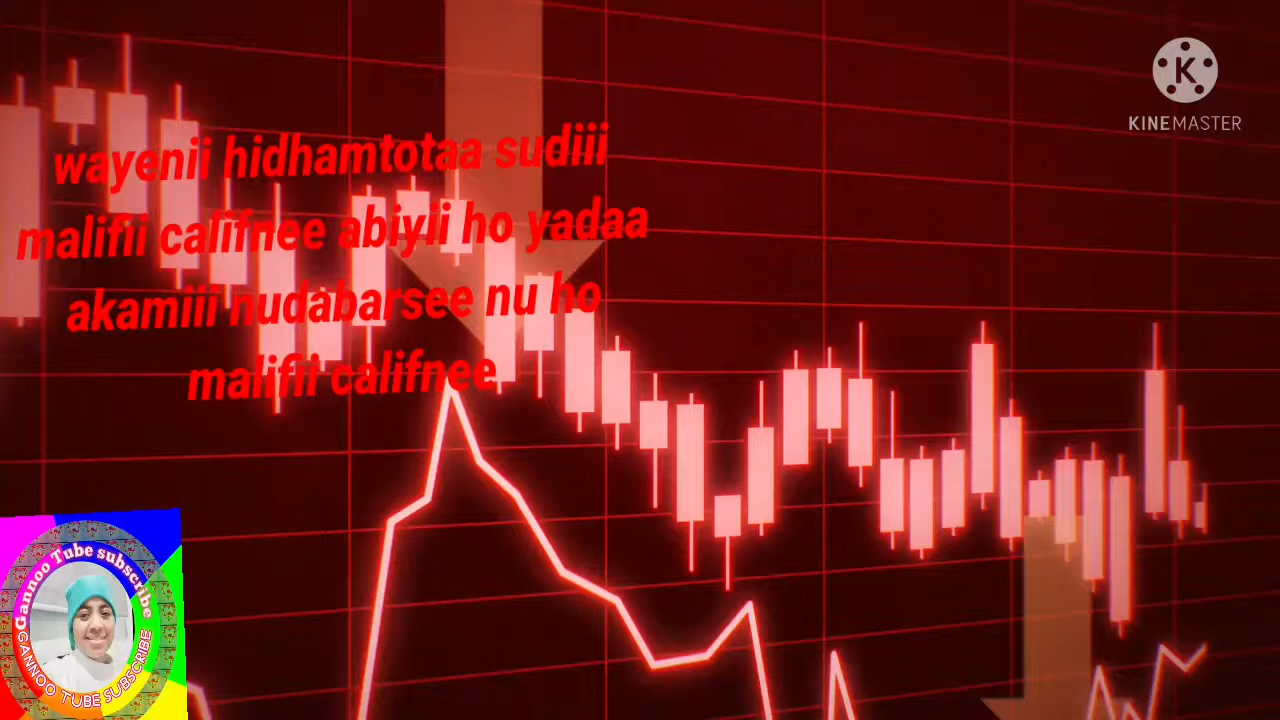 wayenii hidhamtotaa sudiii
malifii califnee abiyii ho yadaa
akamiii nudabarsee nu ho
malifii califnee
KINEMASTER
Gannoo Tube subscribe
GANNOO TUBE SUBSCRIBE